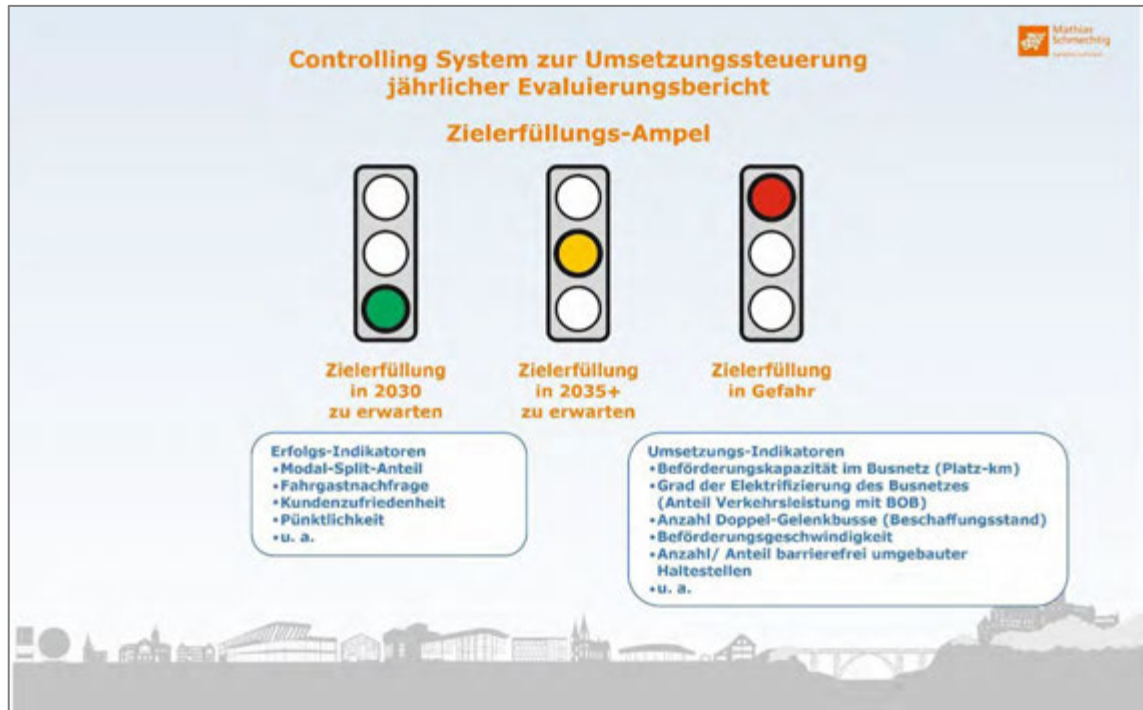 Mathias
Schmechtig
Controlling System zur Umsetzungssteuerung
jährlicher Evaluierungsbericht
Zielerfüllungs-Ampel
Zielerfüllung
in 2030
zu erwarten
Zielerfüllung
in 2035+
zu erwarten
Zielerfüllung
in Gefahr
Erfolgs-Indikatoren
•Modal-Split-Anteil
•Fahrgastnachfrage
•Kundenzufriedenheit
•Pünktlichkeit
•u. a.
Umsetzungs-Indikatoren
•Beförderungskapazität im Busnetz (Platz-km)
•Grad der Elektrifizierung des Busnetzes
(Anteil Verkehrsleistung mit BOB)
•Anzahl Doppel-Gelenkbusse (Beschaffungsstand)
•Beförderungsgeschwindigkeit
•Anzahl/ Anteil barrierefrei umgebauter
Haltestellen
•u. a.